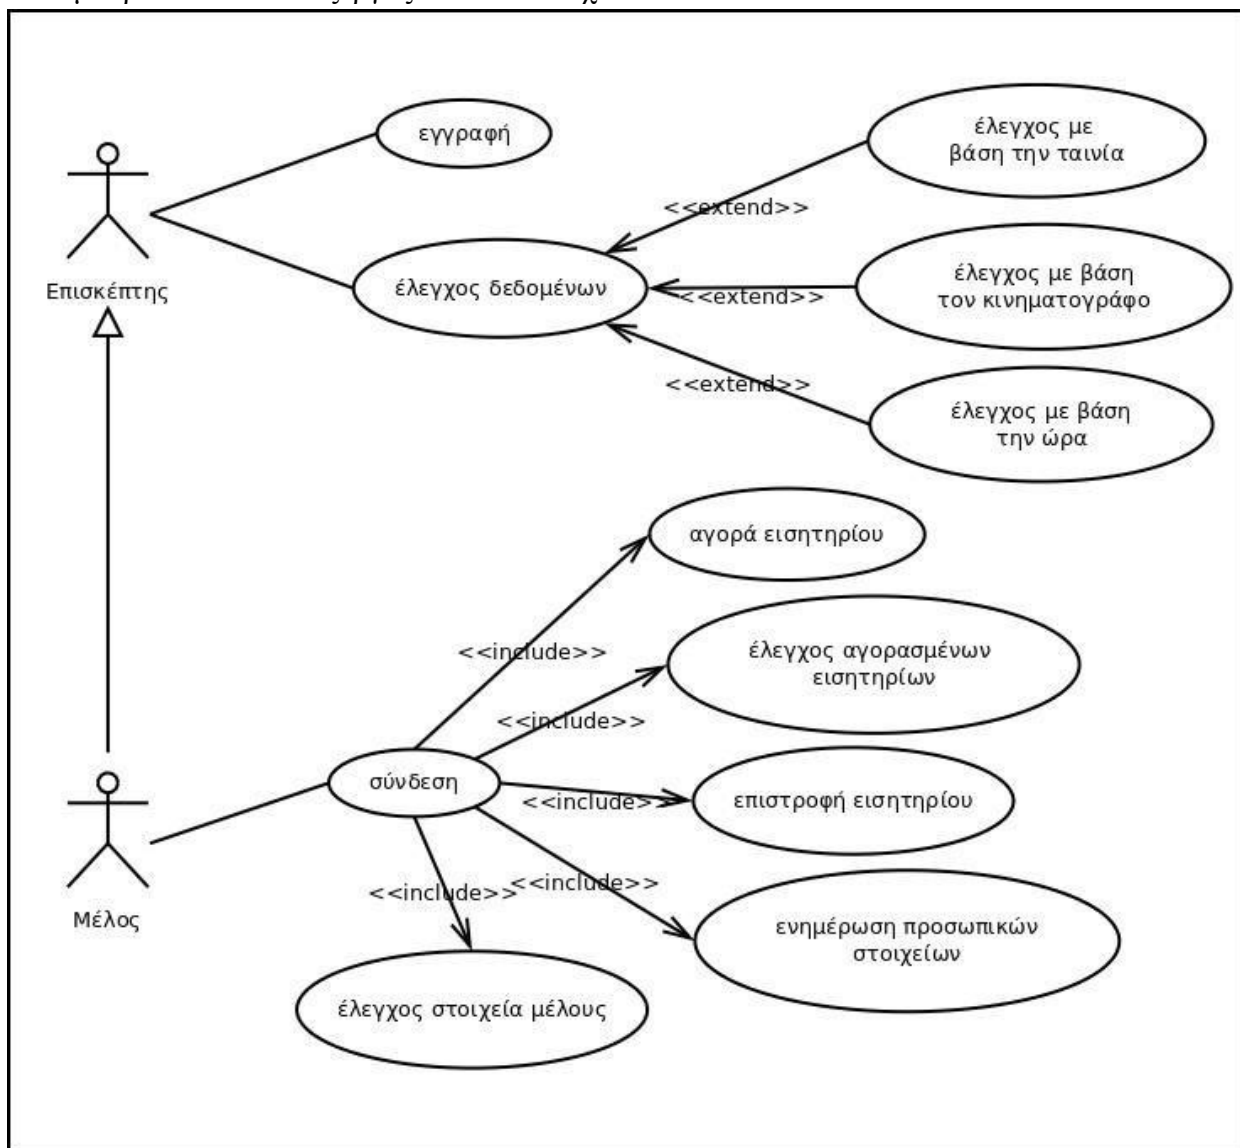 εγγραφή
έλεγχος με
βάση την ταινία
<<extend>>
Επισκέπτης
έλεγχος δεδομένων
<<extend>>
έλεγχος με βάση
τον κινηματογράφο
<<extend>>
έλεγχος με βάση
την ώρα
αγορά εισητηρίου
<<include>>
έλεγχος αγορασμένων
εισητηρίων
<<include>>
σύνδεση
<<include>>
επιστροφή εισητηρίου
Μέλος
<<include>>
<<include>>
ενημέρωση προσωπικών
στοιχείων
έλεγχος στοιχεία μέλους